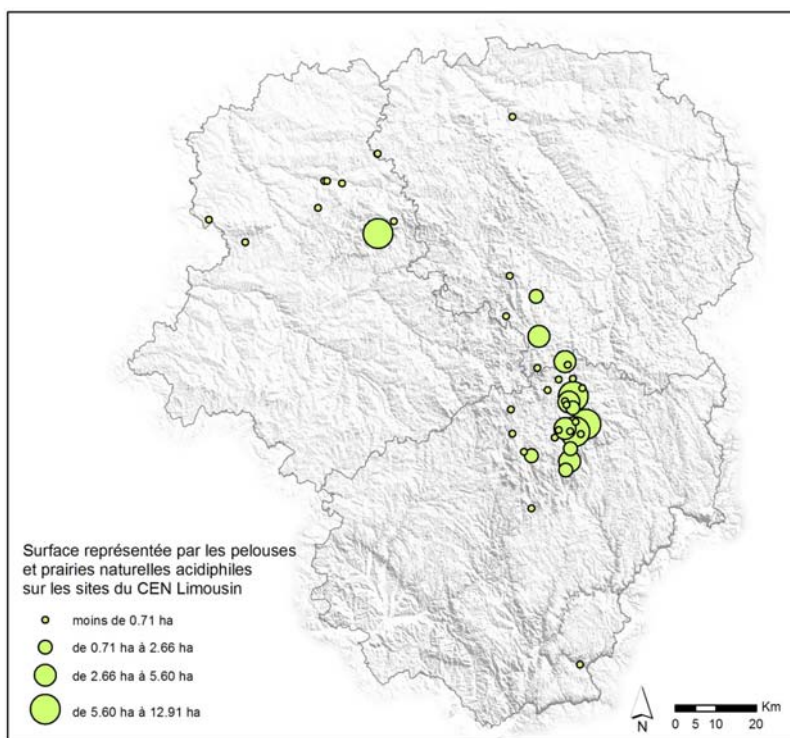 Surface représentée par les pelouses
et prairies naturelles acidiphiles
sur les sites du CEN Limousin
moins de 0.71 ha
de 0.71 ha à 2.66 ha
de 2.66 ha à 5.60 ha
de 5.60 ha à 12.91 ha
N
Km
0 5 10 20